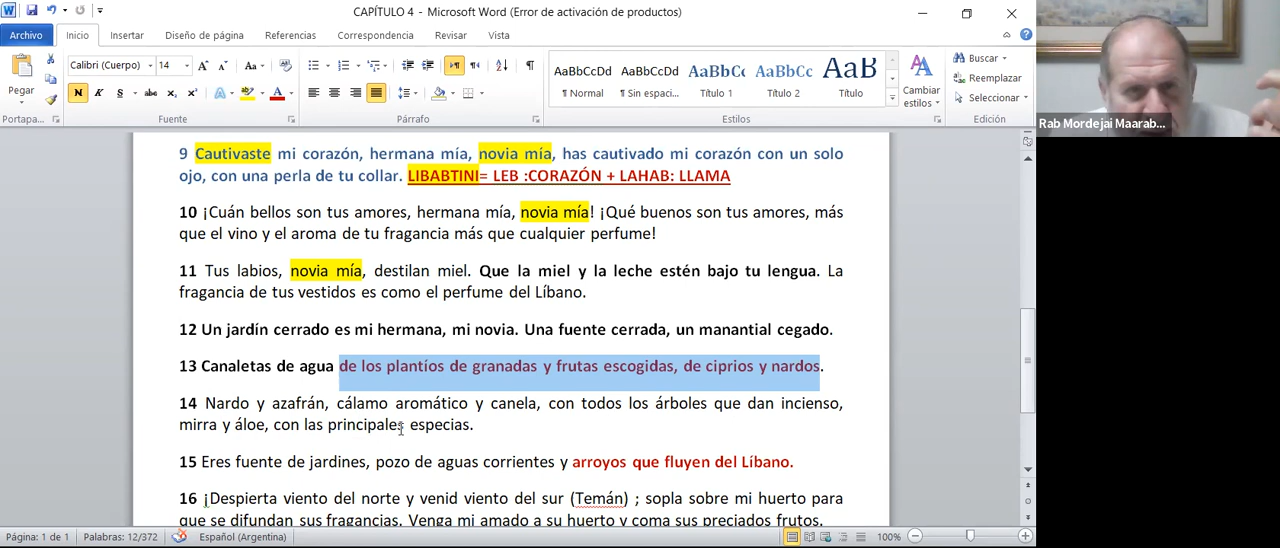 CAPÍTULO 4 - Microsoft Word (Error de activación de productos)
Archivo Inicio Insertar Diseño de página Referencias Correspondencia Revisar Vista
Calibri (Cuerpo) 14 Aa
Pegar
N K S abc x₂ x² A A
AaBbCcDd AaBbCcDd AaBbCc AaBbCc AaB
¶ Normal ¶ Sin espaci... Título 1 Título 2 Título
Cambiar estilos
Buscar
Reemplazar
Seleccionar
Portapa... Fuente Párrafo Estilos Edición
Rab Mordejai Maarab...
9 Cautivaste mi corazón, hermana mía, novia mía, has cautivado mi corazón con un solo
ojo, con una perla de tu collar. LIBABTINI= LEB :CORAZÓN + LAHAB: LLAMA
10 ¡Cuán bellos son tus amores, hermana mía, novia mía! ¡Qué buenos son tus amores, más
que el vino y el aroma de tu fragancia más que cualquier perfume!
11 Tus labios, novia mía, destilan miel. Que la miel y la leche estén bajo tu lengua. La
fragancia de tus vestidos es como el perfume del Líbano.
12 Un jardín cerrado es mi hermana, mi novia. Una fuente cerrada, un manantial cegado.
13 Canaletas de agua de los plantíos de granadas y frutas escogidas, de ciprios y nardos.
14 Nardo y azafrán, cálamo aromático y canela, con todos los árboles que dan incienso,
mirra y áloe, con las principales especias.
15 Eres fuente de jardines, pozo de aguas corrientes y arroyos que fluyen del Líbano.
16 ¡Despierta viento del norte y venid viento del sur (Temán) ; sopla sobre mi huerto para
que se difundan sus fragancias. Venga mi amado a su huerto y coma sus preciados frutos.
Página: 1 de 1 Palabras: 12/372 Español (Argentina) 100%